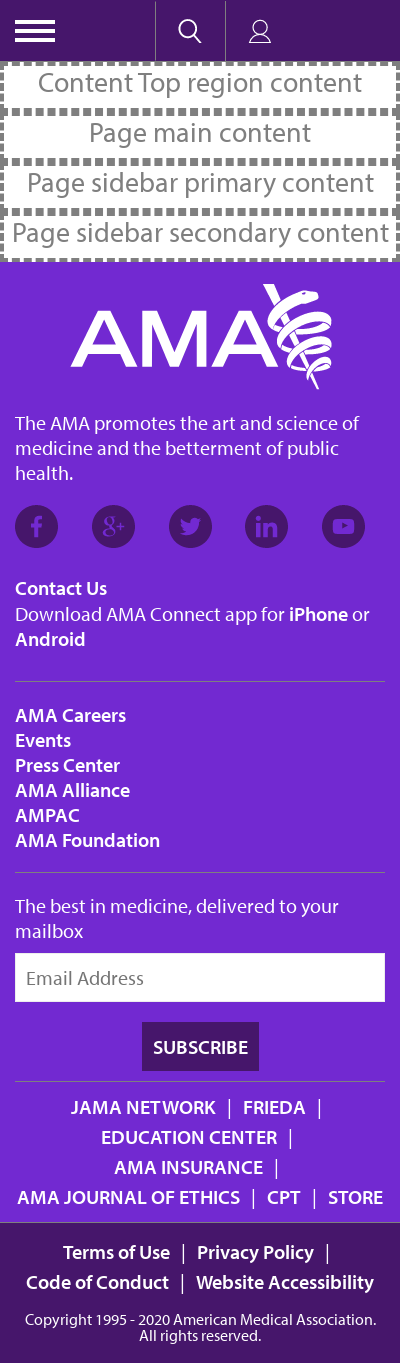 Content Top region content
Page main content
Page sidebar primary content
Page sidebar secondary content
AMA
The AMA promotes the art and science of
medicine and the betterment of public
health.
f
g+
in
Contact Us
Download AMA Connect app for iPhone or
Android
AMA Careers
Events
Press Center
AMA Alliance
AMPAC
AMA Foundation
The best in medicine, delivered to your
mailbox
Email Address
SUBSCRIBE
JAMA NETWORK | FRIEDA |
EDUCATION CENTER |
AMA INSURANCE |
AMA JOURNAL OF ETHICS | CPT | STORE
Terms of Use | Privacy Policy |
Code of Conduct | Website Accessibility
Copyright 1995 - 2020 American Medical Association.
All rights reserved.